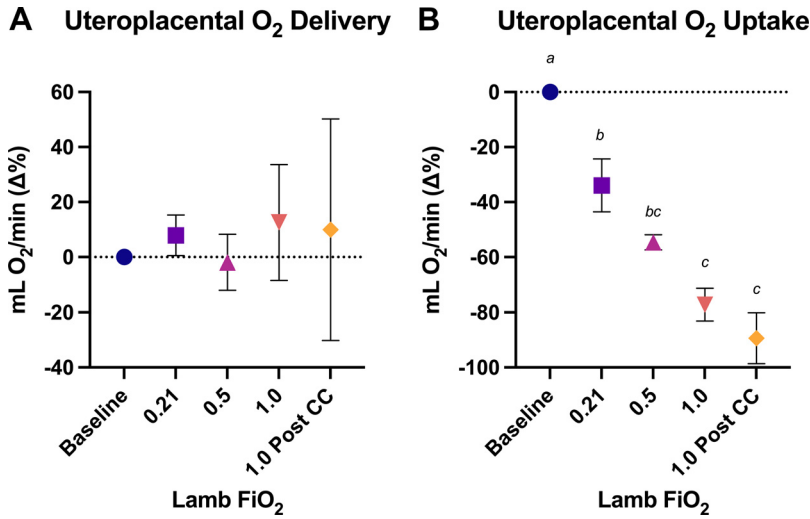 A Uteroplacental O2 Delivery
mL O2/min (Δ%)
60
40
20
0
-20
-40
Baseline
0.21
0.5
1.0
1.0 Post CC
Lamb FiO2
B Uteroplacental O2 Uptake
mL O2/min (Δ%)
0
-20
-40
-60
-80
-100
a
b
bc
c
c
Baseline
0.21
0.5
1.0
1.0 Post CC
Lamb FiO2